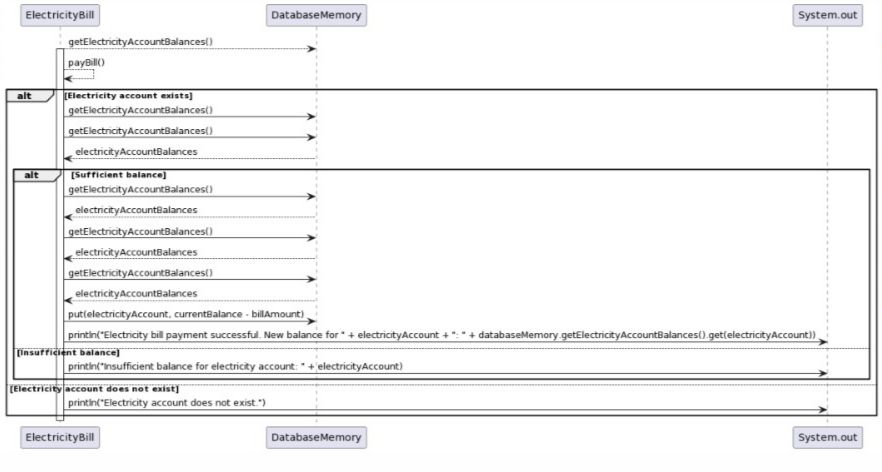 ElectricityBill DatabaseMemory System.out
getElectricityAccountBalances()
payBill()
alt [Electricity account exists]
getElectricityAccountBalances()
getElectricityAccountBalances()
electricityAccountBalances
alt [Sufficient balance]
getElectricityAccountBalances()
electricityAccountBalances
getElectricityAccountBalances()
electricityAccountBalances
getElectricityAccountBalances()
electricityAccountBalances
put(electricityAccount, currentBalance - billAmount)
println("Electricity bill payment successful. New balance for " + electricityAccount + ": " + databaseMemory.getElectricityAccountBalances().get(electricityAccount))
[Insufficient balance]
println("Insufficient balance for electricity account: " + electricityAccount)
[Electricity account does not exist]
println("Electricity account does not exist.")
ElectricityBill DatabaseMemory System.out